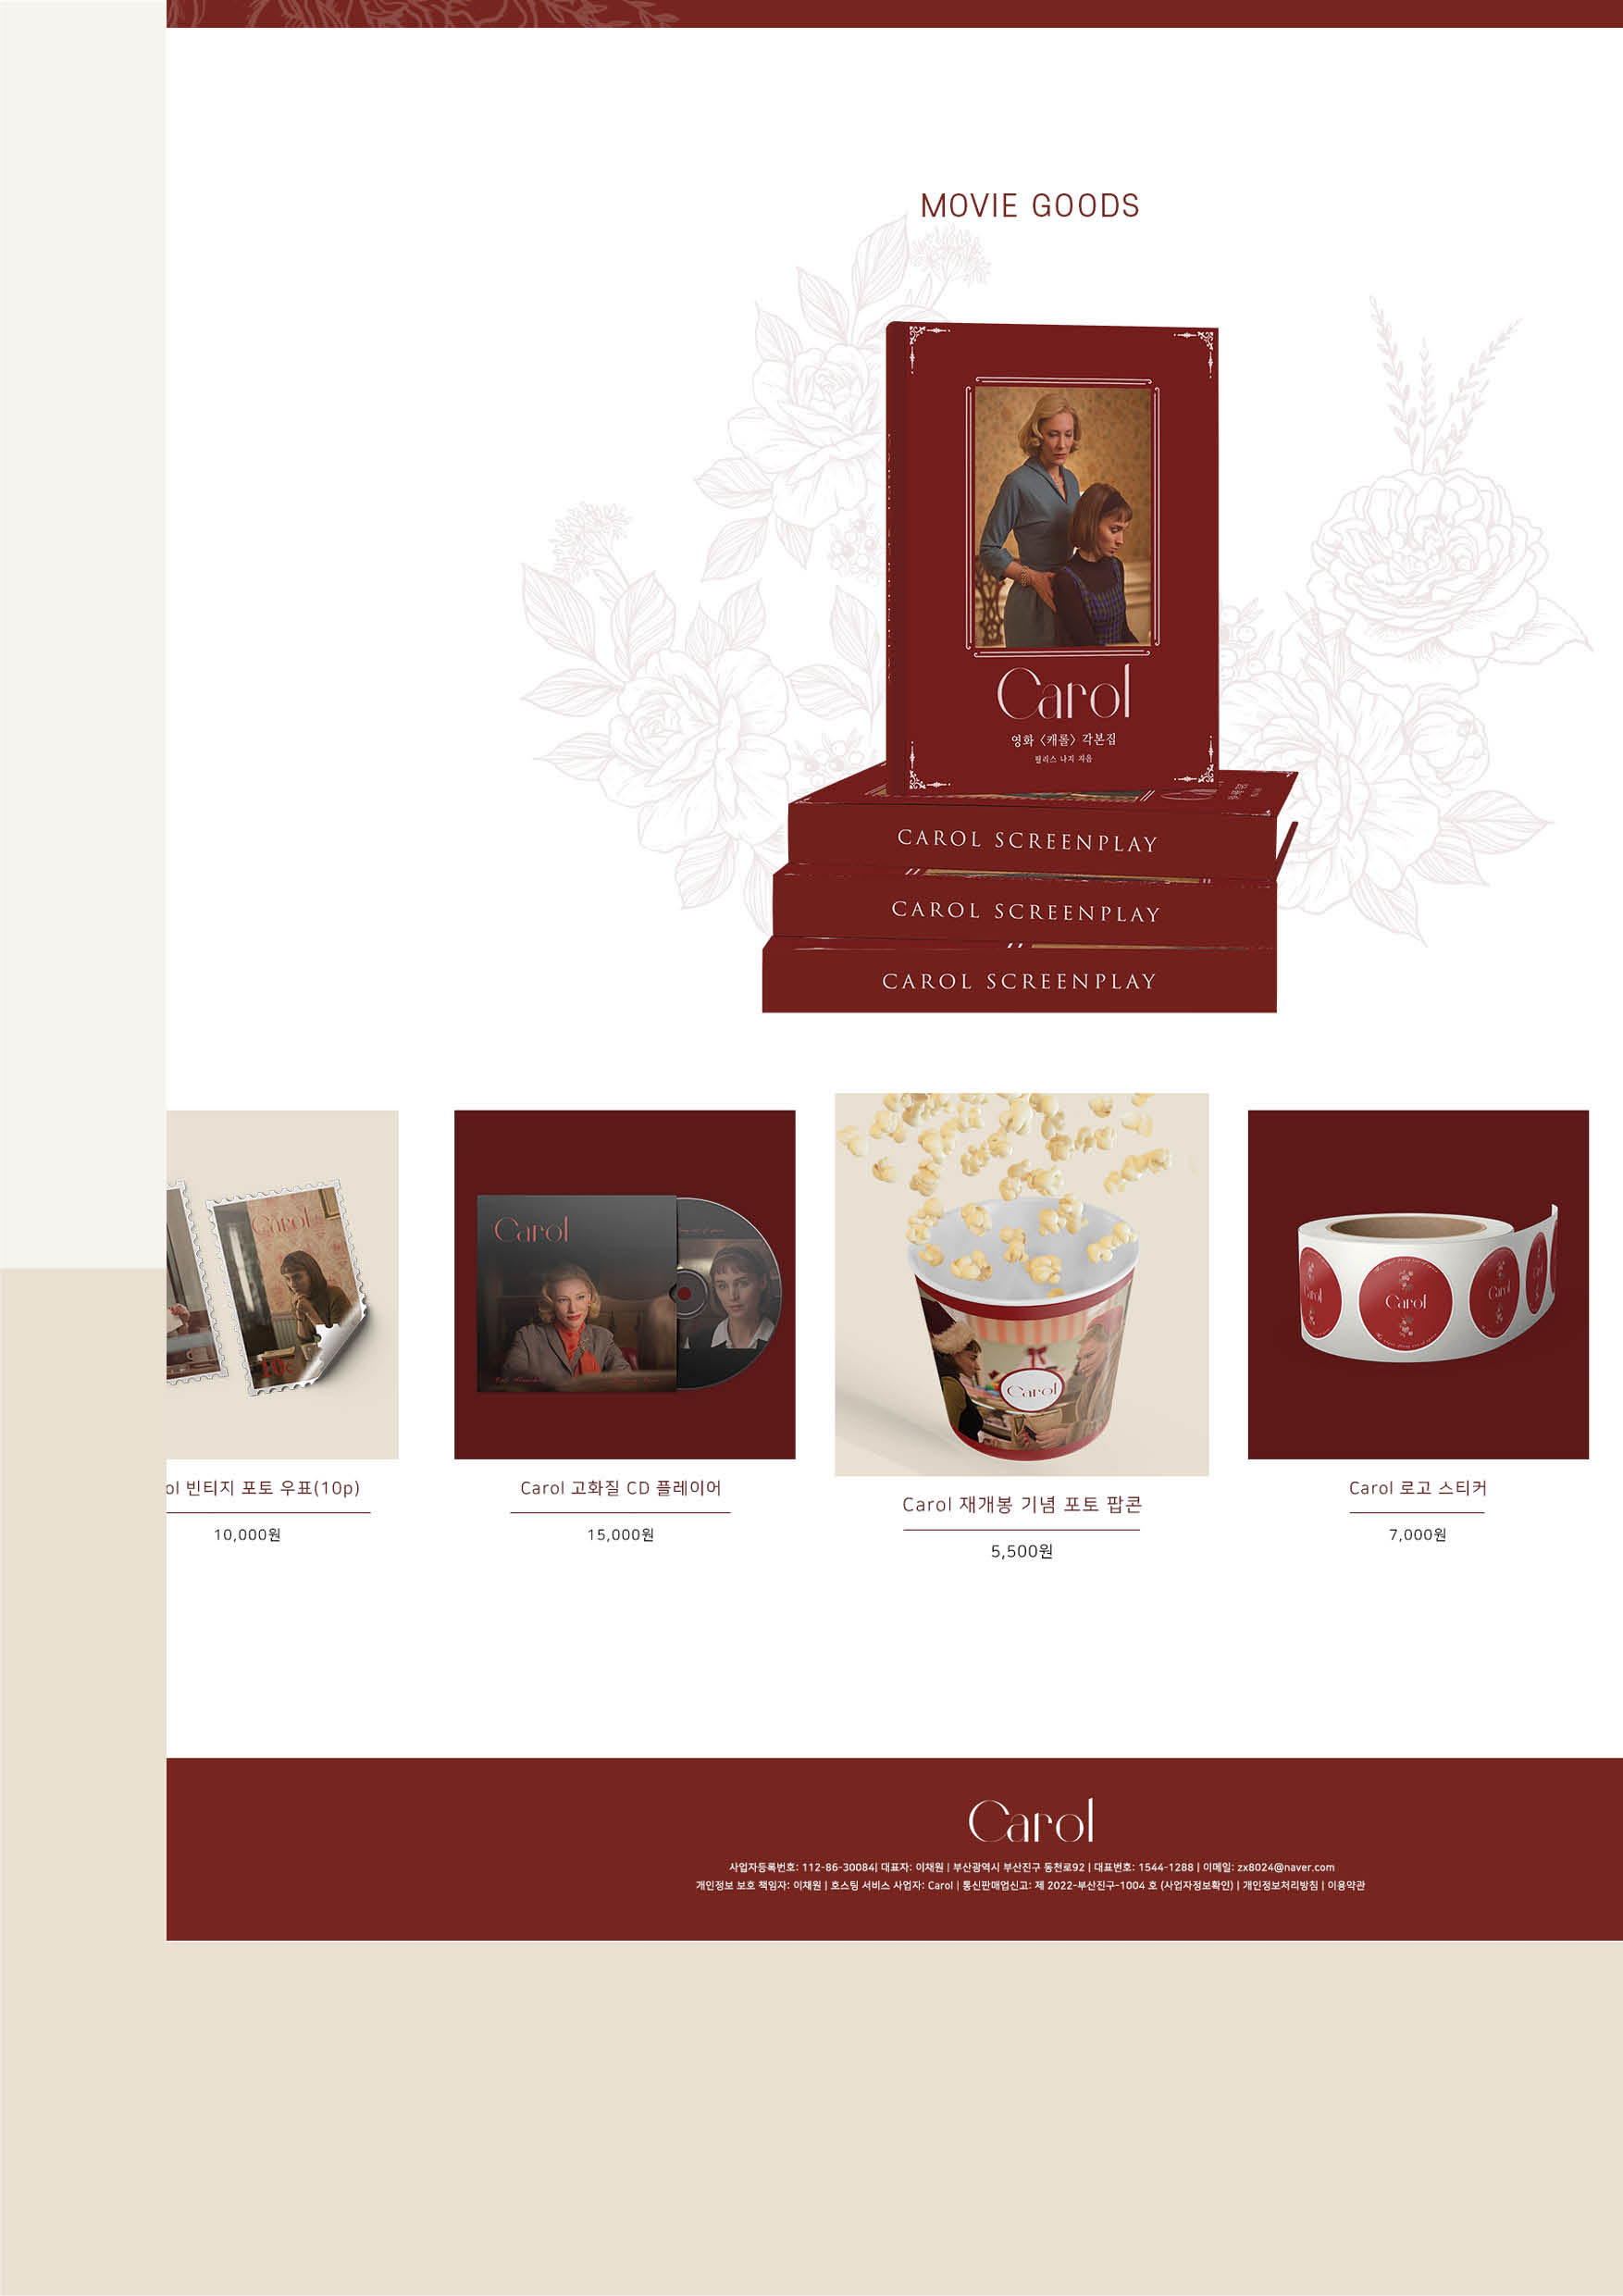 MOVIE GOODS
Carol
영화 〈캐롤〉 각본집
필리스 나지 지음
CAROL SCREENPLAY
CAROL SCREENPLAY
CAROL SCREENPLAY
Carol
10c
Carol
Carol
Carol
Carol
Carol
ol 빈티지 포토 우표(10p)
10,000원
Carol 고화질 CD 플레이어
15,000원
Carol 재개봉 기념 포토 팝콘
5,500원
Carol 로고 스티커
7,000원
Carol
사업자등록번호: 112-86-30084| 대표자: 이채원 | 부산광역시 부산진구 동천로92 | 대표번호: 1544-1288 | 이메일: zx8024@naver.com
개인정보 보호 책임자: 이채원 | 호스팅 서비스 사업자: Carol | 통신판매업신고: 제 2022-부산진구-1004 호 (사업자정보확인) | 개인정보처리방침 | 이용약관